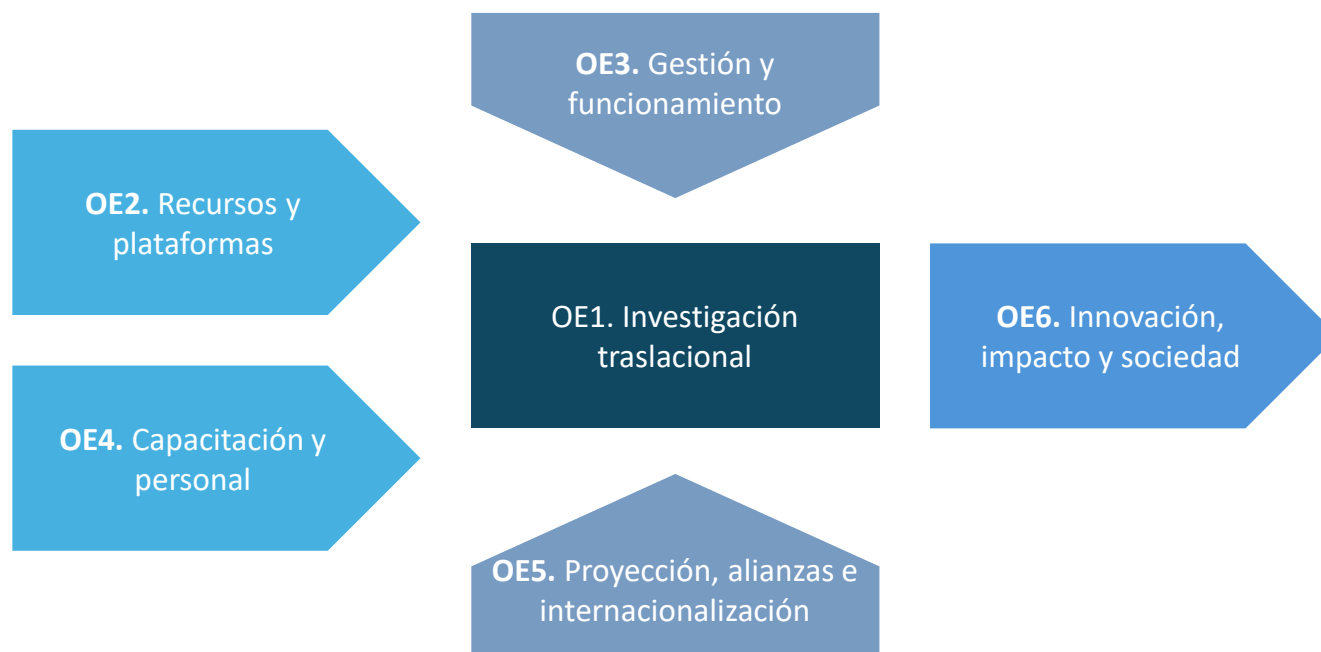 OE3. Gestión y
funcionamiento
OE2. Recursos y
plataformas
OE1. Investigación
traslacional
OE6. Innovación,
impacto y sociedad
OE4. Capacitación y
personal
OE5. Proyección, alianzas e
internacionalización